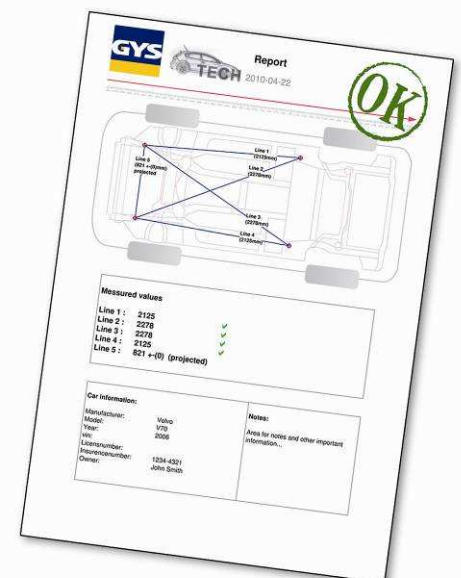 GYS
TECH
Report
2010-04-22
OK
Line 1
(2125mm)
Line 2
(2278mm)
Line 5
(821 +-(0)mm)
projected
Line 3
(2278mm)
Line 4
(2125mm)
Messured values
Line 1 : 2125
Line 2 : 2278
Line 3 : 2278
Line 4 : 2125
Line 5 : 821 +-(0) (projected)
Car information:
Manufacturer: Volvo
Model: V70
Year: 2006
vin:
Licensnumber:
Insurencenumber: 1234-4321
Owner: John Smith
Notes:
Area for notes and other important
information...